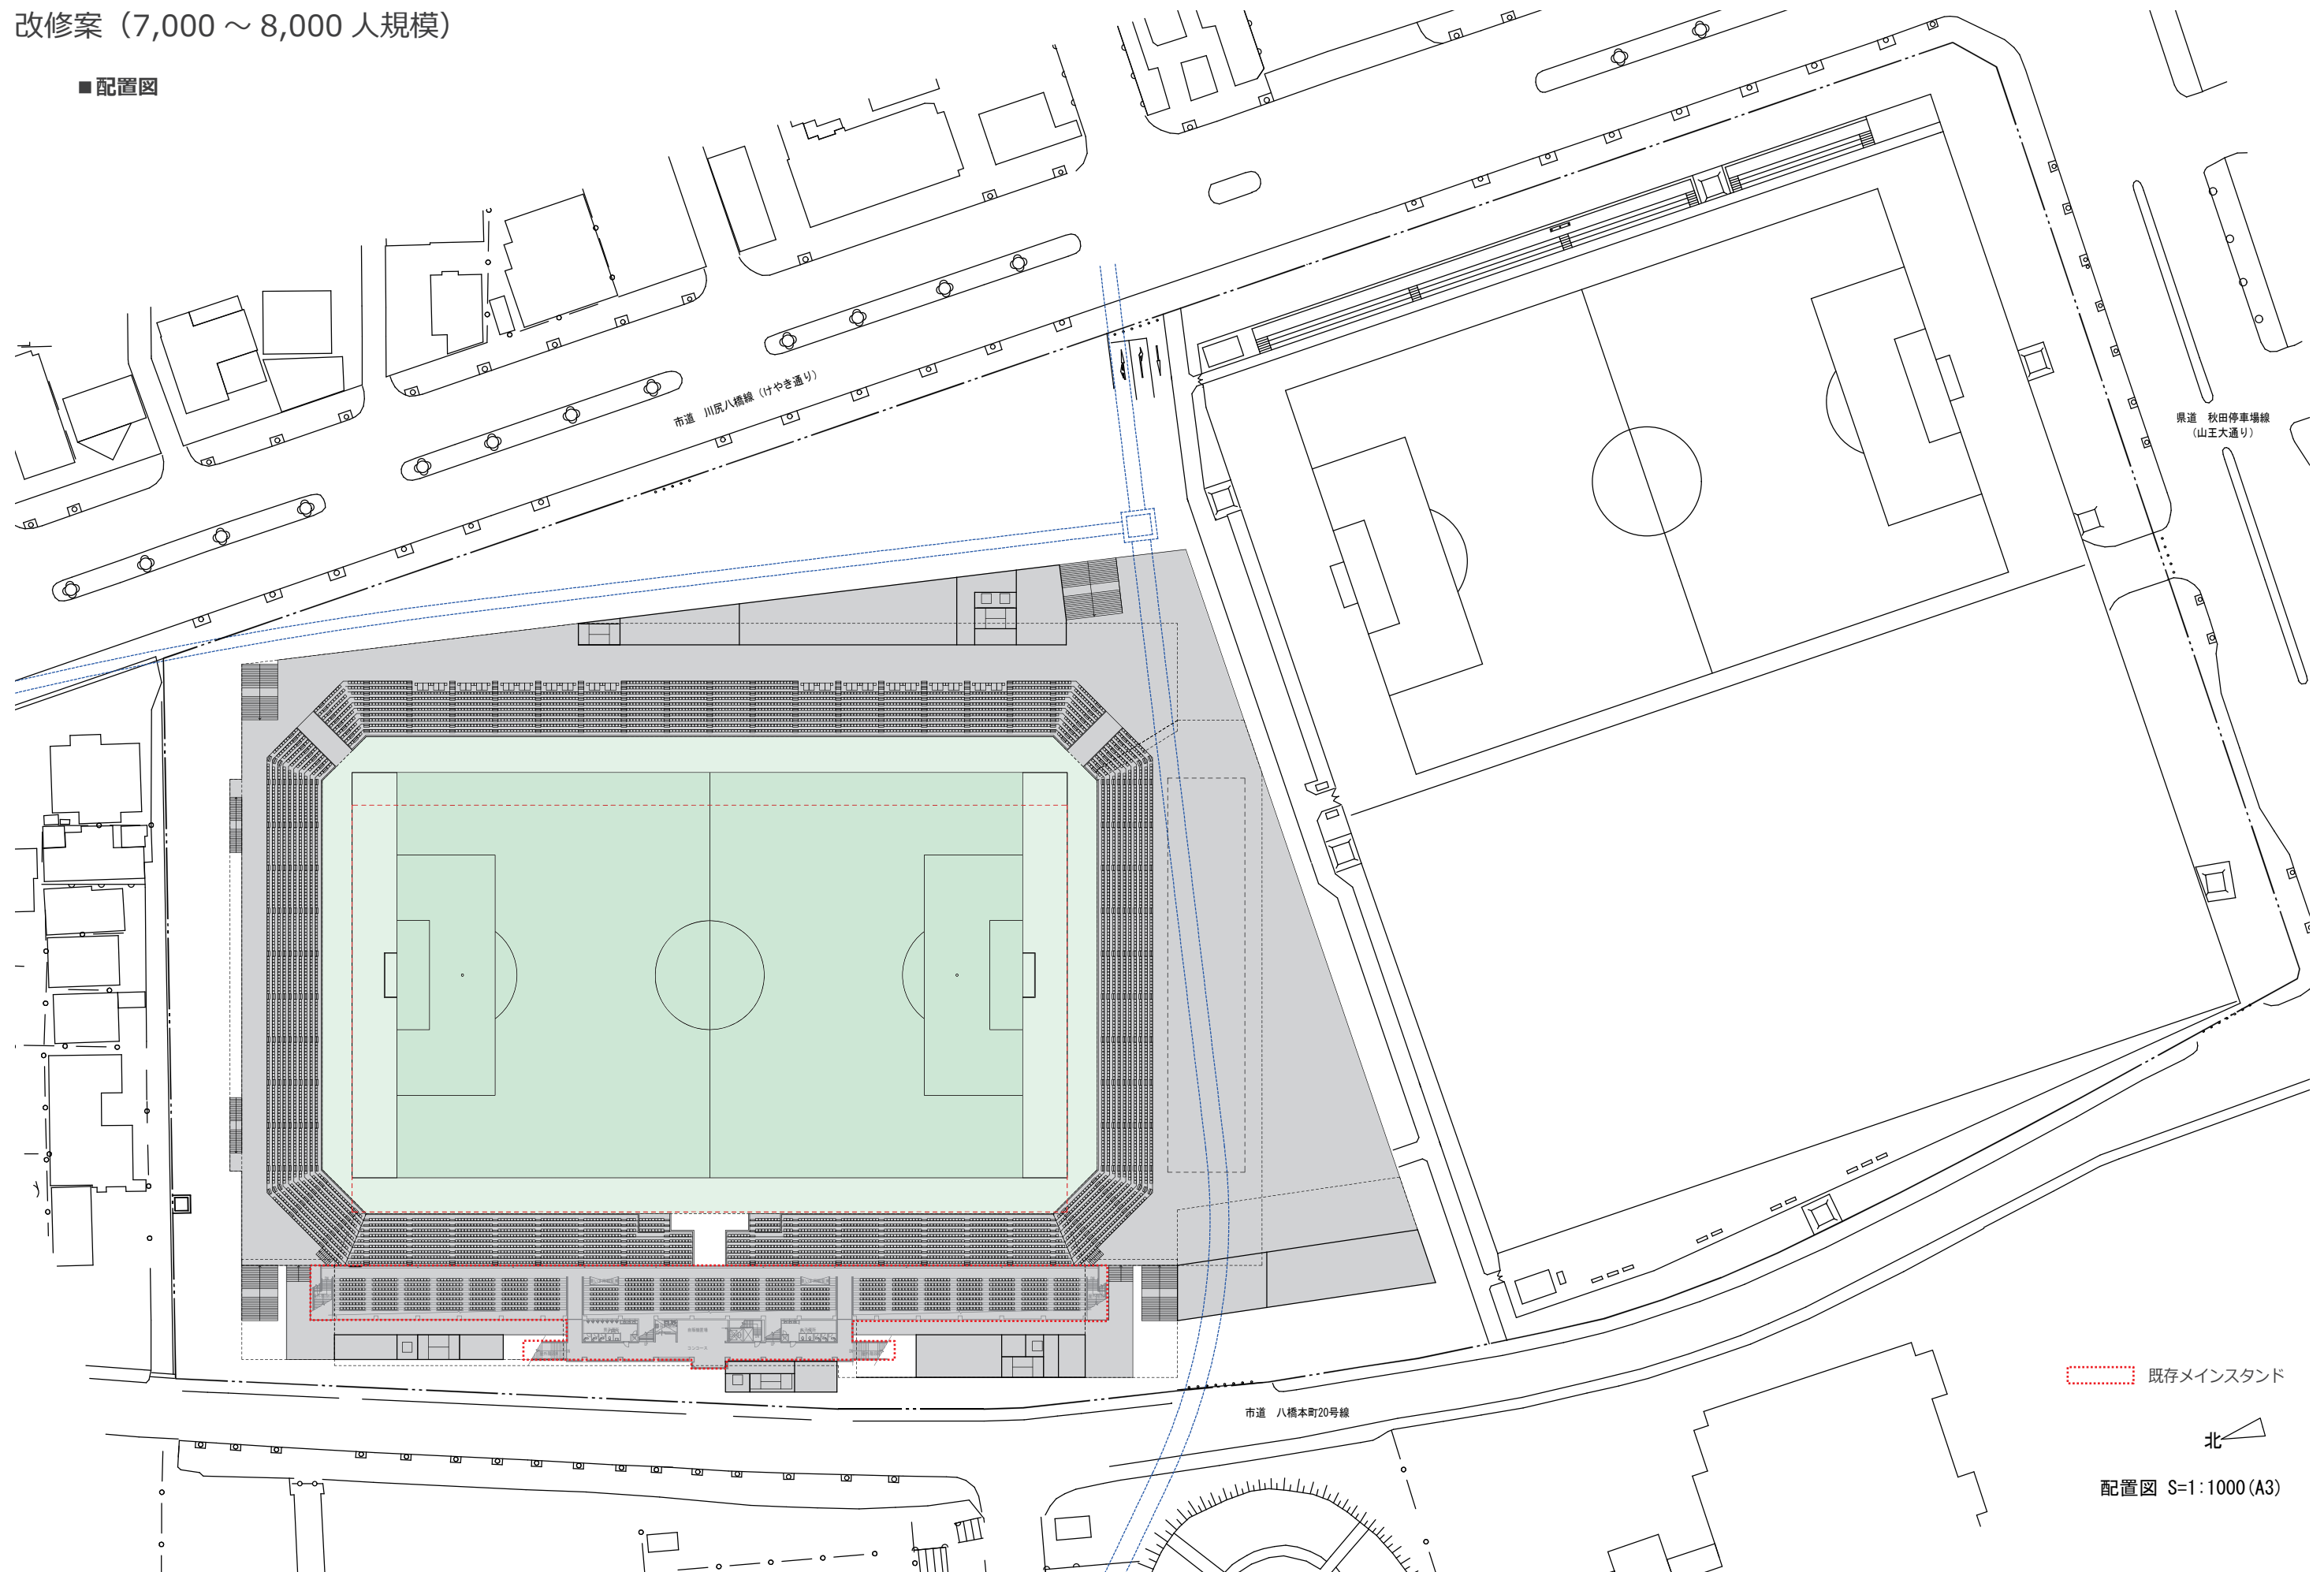 改修案（7,000 ～ 8,000 人規模）
■配置図
市道　川尻八橋線（けやき通り）
県道　秋田停車場線
（山王大通り）
既存メインスタンド
市道　八橋本町20号線
北
配置図 S=1:1000(A3)